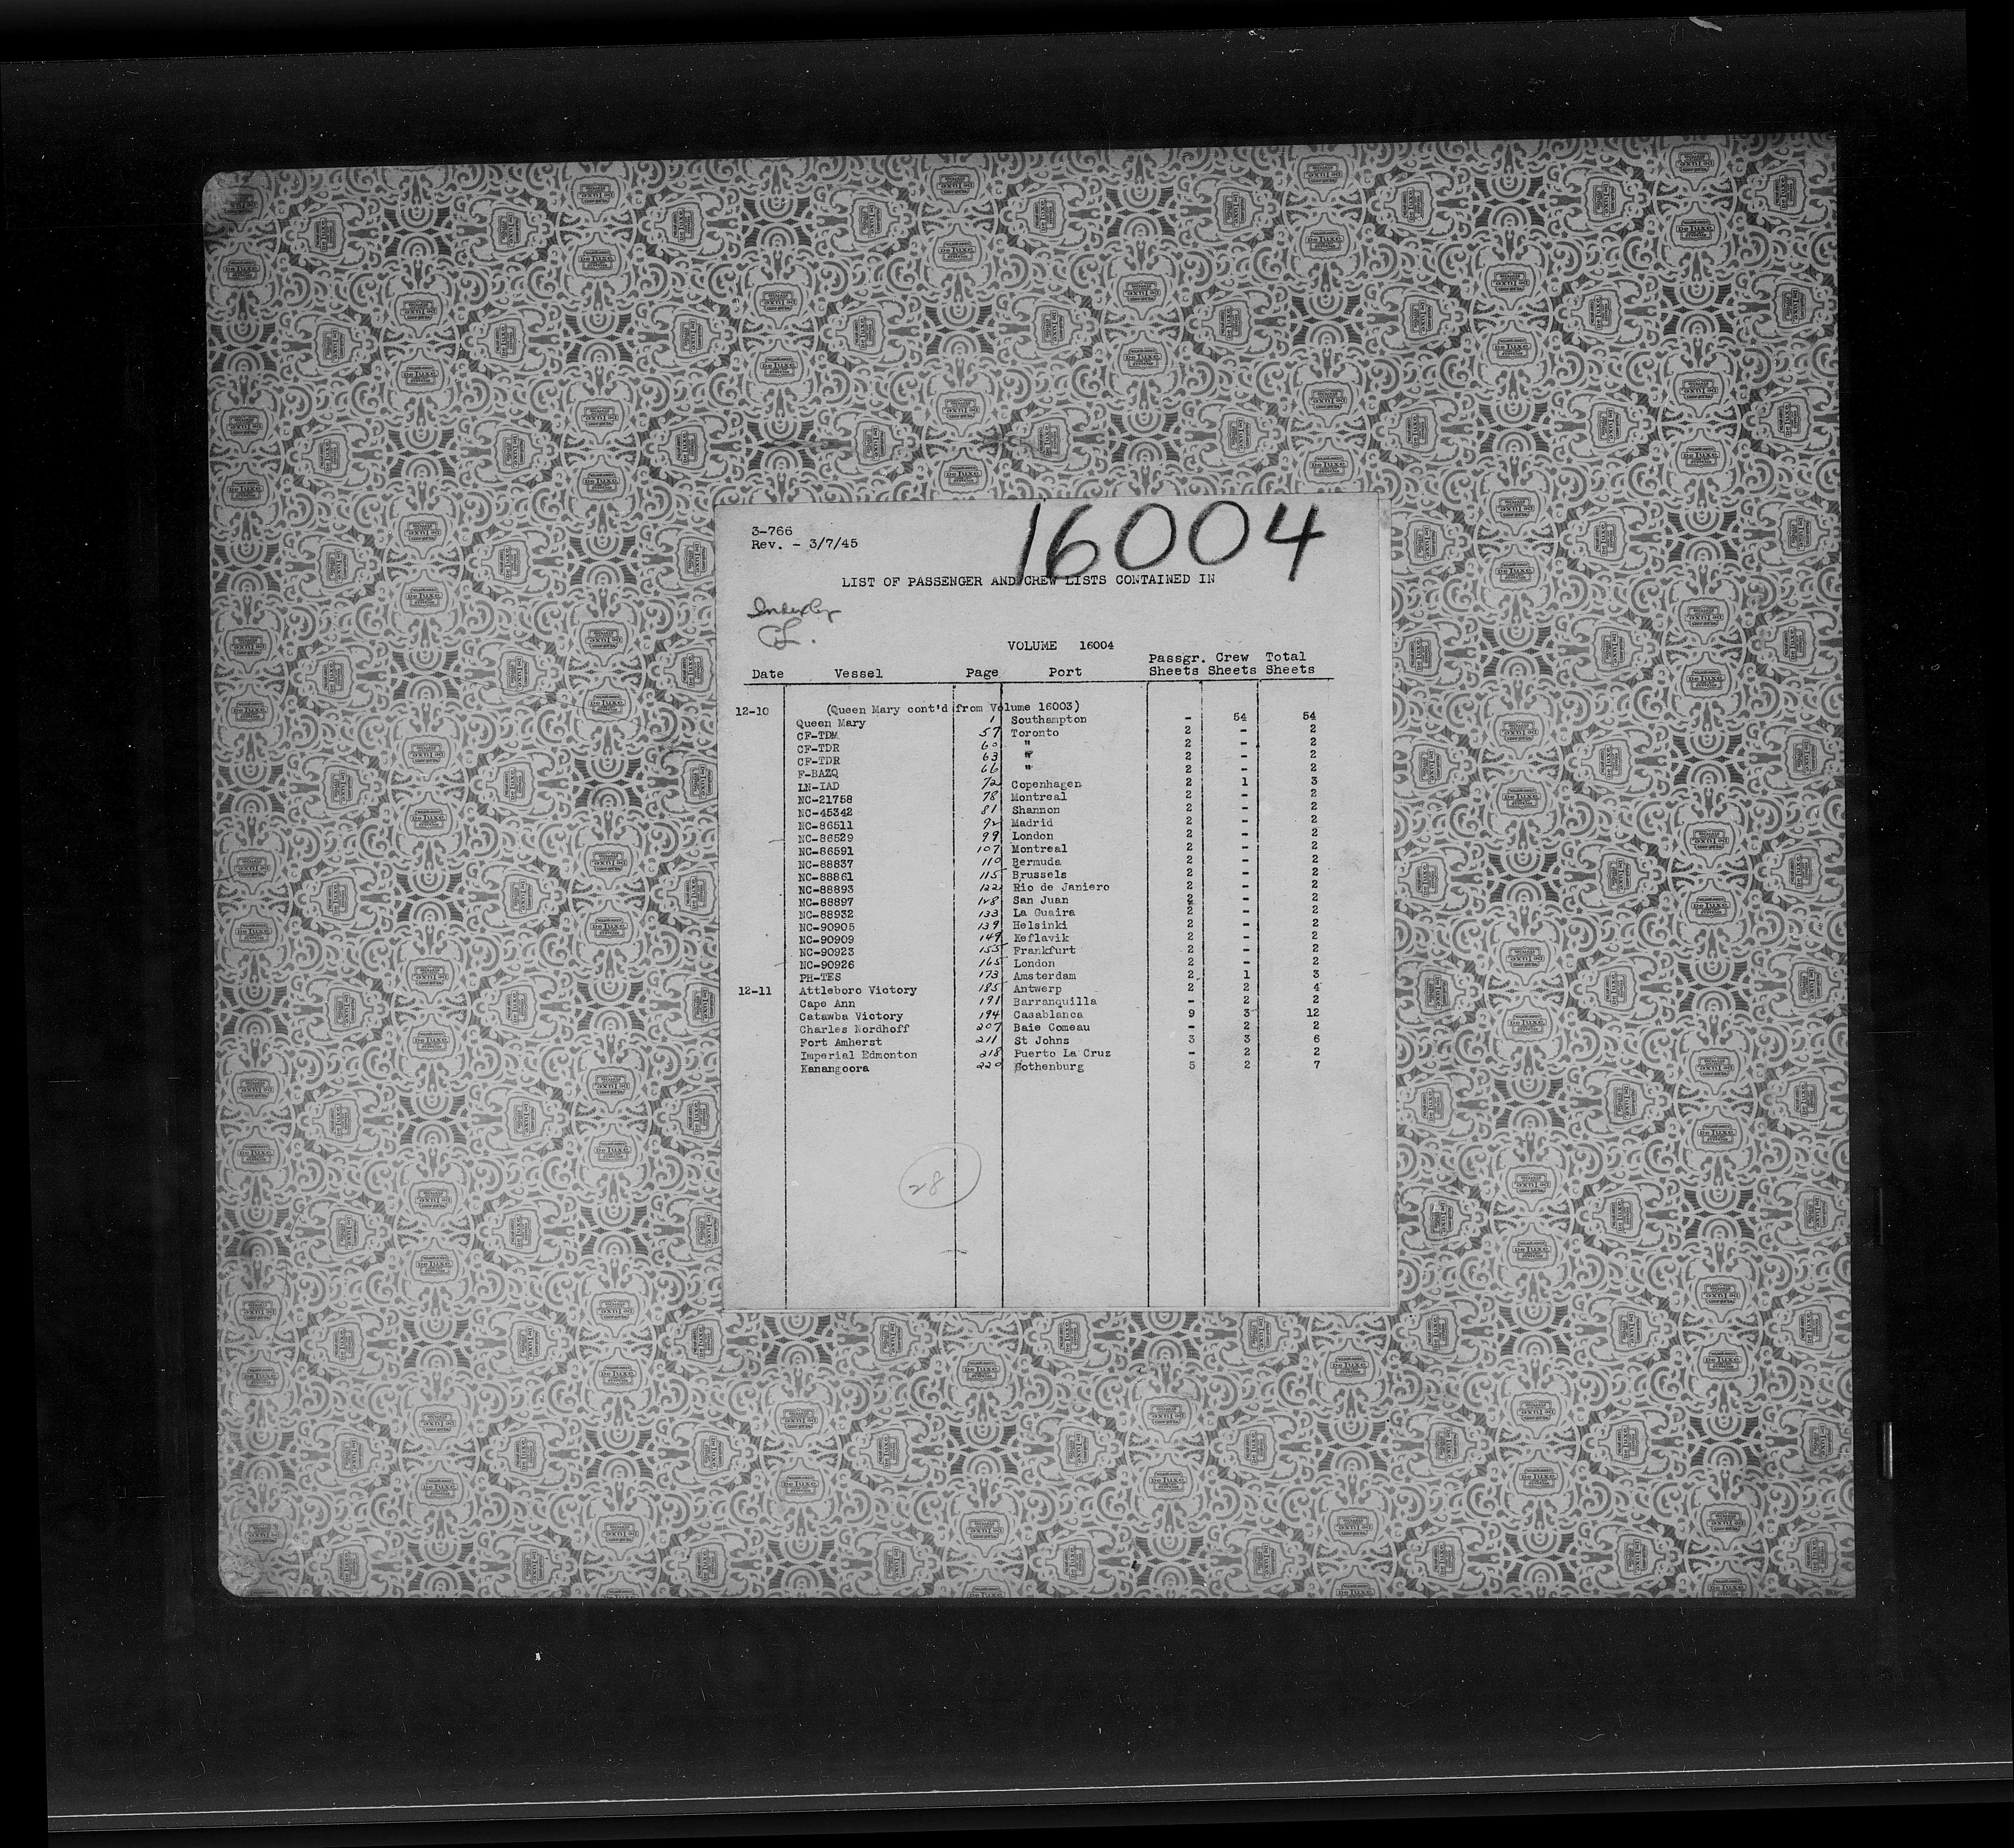 16004
3-766
Rev. - 3/7/45
LIST OF PASSENGER AND CREW LISTS CONTAINED IN
VOLUME 16004
Date Vessel Page Port Passgr. Sheets Crew Sheets Total Sheets
12-10 (Queen Mary cont'd from Volume 16003)
Queen Mary 1 Southampton - 54 54
CF-TDM 57 Toronto 2 - 2
CF-TDR 60 " 2 - 2
CF-TDR 63 " 2 - 2
F-BAZQ 66 " 2 - 2
LN-IAD 72 Copenhagen 2 1 3
NC-21758 78 Montreal 2 - 2
NC-45342 81 Shannon 2 - 2
NC-86511 92 Madrid 2 - 2
NC-86529 99 London 2 - 2
NC-86591 107 Montreal 2 - 2
NC-88837 110 Bermuda 2 - 2
NC-88861 115 Brussels 2 - 2
NC-88893 122 Rio de Janiero 2 - 2
NC-88897 128 San Juan 2 - 2
NC-88932 133 La Guaira 2 - 2
NC-90905 139 Helsinki 2 - 2
NC-90909 149 Keflavik 2 - 2
NC-90923 155 Frankfurt 2 - 2
NC-90926 165 London 2 - 2
PH-TES 173 Amsterdam 2 1 3
12-11 Attleboro Victory 185 Antwerp 2 2 4
Cape Ann 191 Barranquilla - 2 2
Catawba Victory 194 Casablanca 9 3 12
Charles Nordhoff 207 Baie Comeau - 2 2
Fort Amherst 211 St Johns 3 3 6
Imperial Edmonton 218 Puerto La Cruz - 2 2
Kanangoora 220 Gothenburg 5 2 7
28
De Luxe